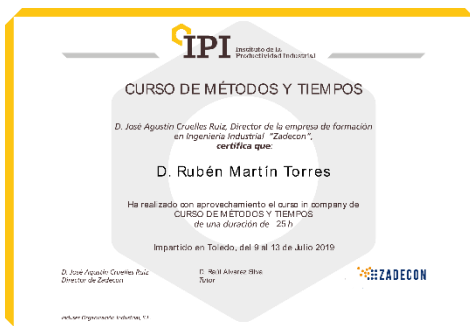 IPI Instituto de la
Productividad Industrial
CURSO DE MÉTODOS Y TIEMPOS
D. José Agustín Cruelles Ruiz, Director de la empresa de formación
en Ingeniería Industrial "Zadecon",
certifica que:
D. Rubén Martín Torres
Ha realizado con aprovechamiento el curso in company de
CURSO DE MÉTODOS Y TIEMPOS
de una duración de 25 h
Impartido en Toledo, del 9 al 13 de Julio 2019
D. José Agustín Cruelles Ruiz
Director de Zadecon
D. Raúl Alvarez
Tutor
ZADECON
Industrial,